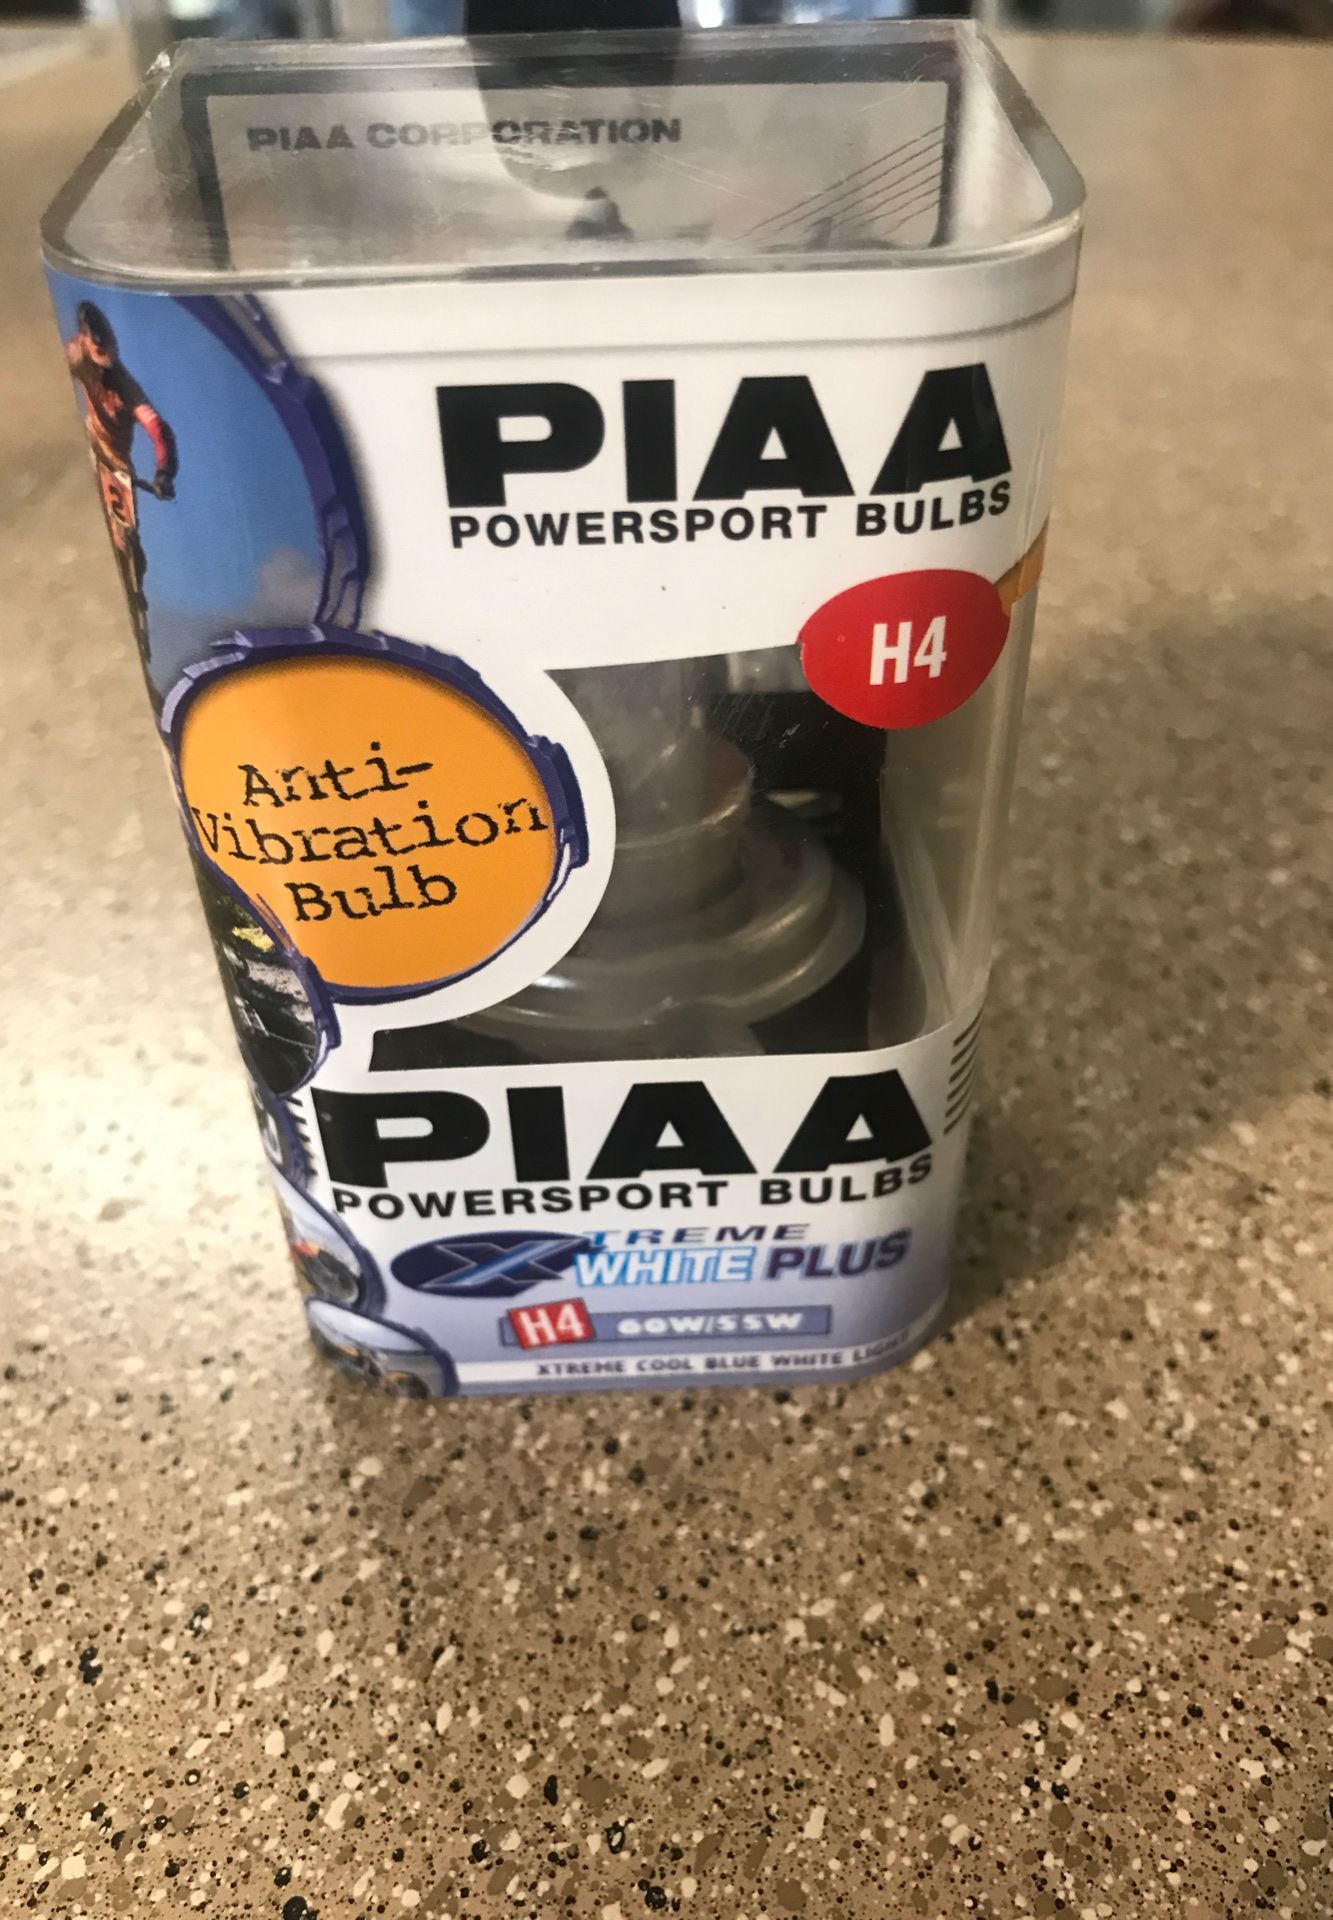 PIAA CORPORATION
PIAA
POWERSPORT BULBS
H4
2
Anti-
Vibration
Bulb
PIAA
POWERSPORT BULBS
XTREME
WHITE PLUS
H4 60W/55W
XTREME COOL BLUE WHITE LIGHT